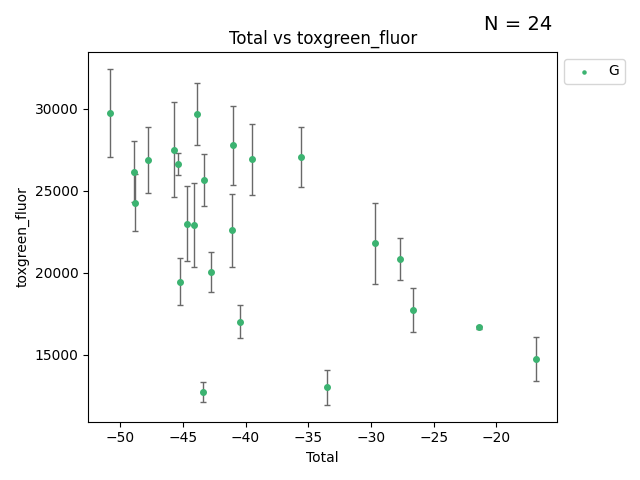 N = 24
Total vs toxgreen_fluor
G
30000
25000
20000
15000
toxgreen_fluor
−50 −45 −40 −35 −30 −25 −20
Total